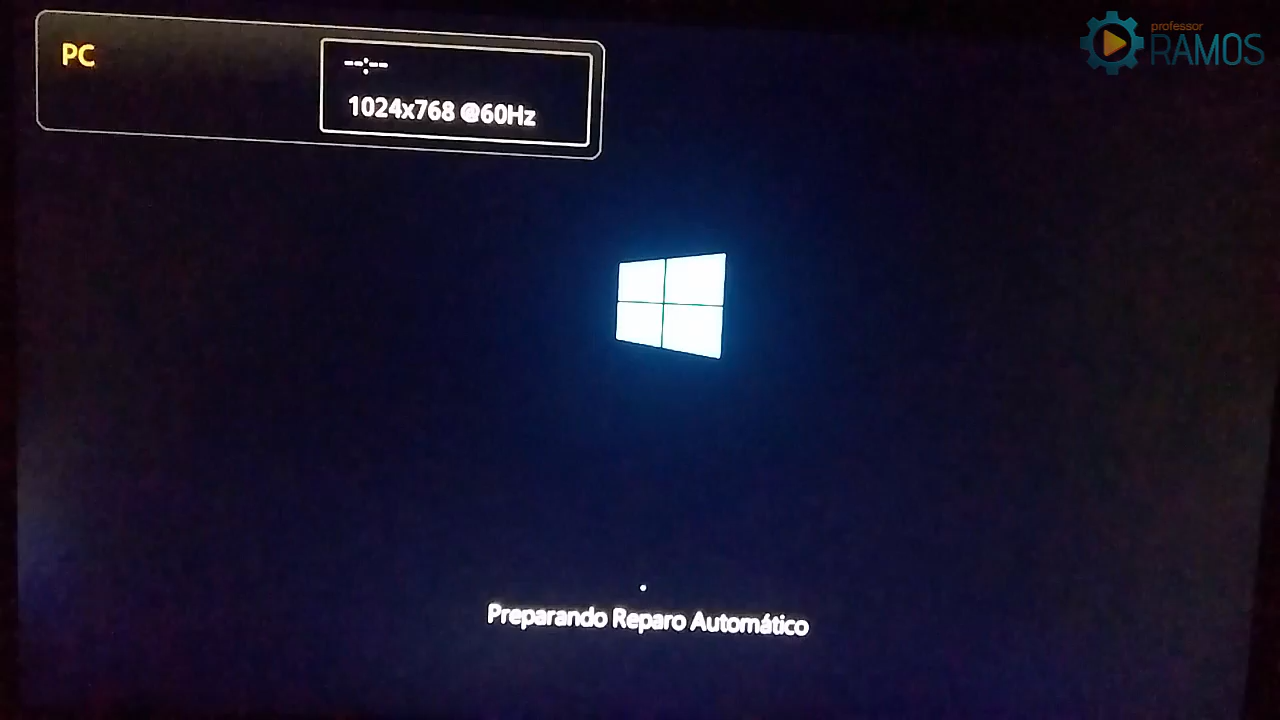 PC
--:--
1024x768 @60Hz
professor
RAMOS
Preparando Reparo Automático